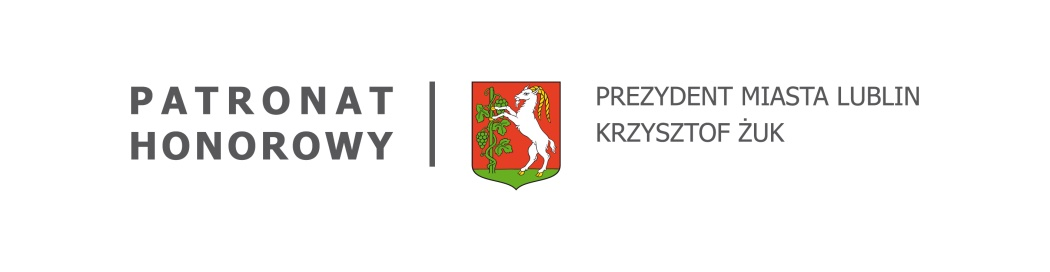 PATRONAT
HONOROWY
PREZYDENT MIASTA LUBLIN
KRZYSZTOF ŻUK